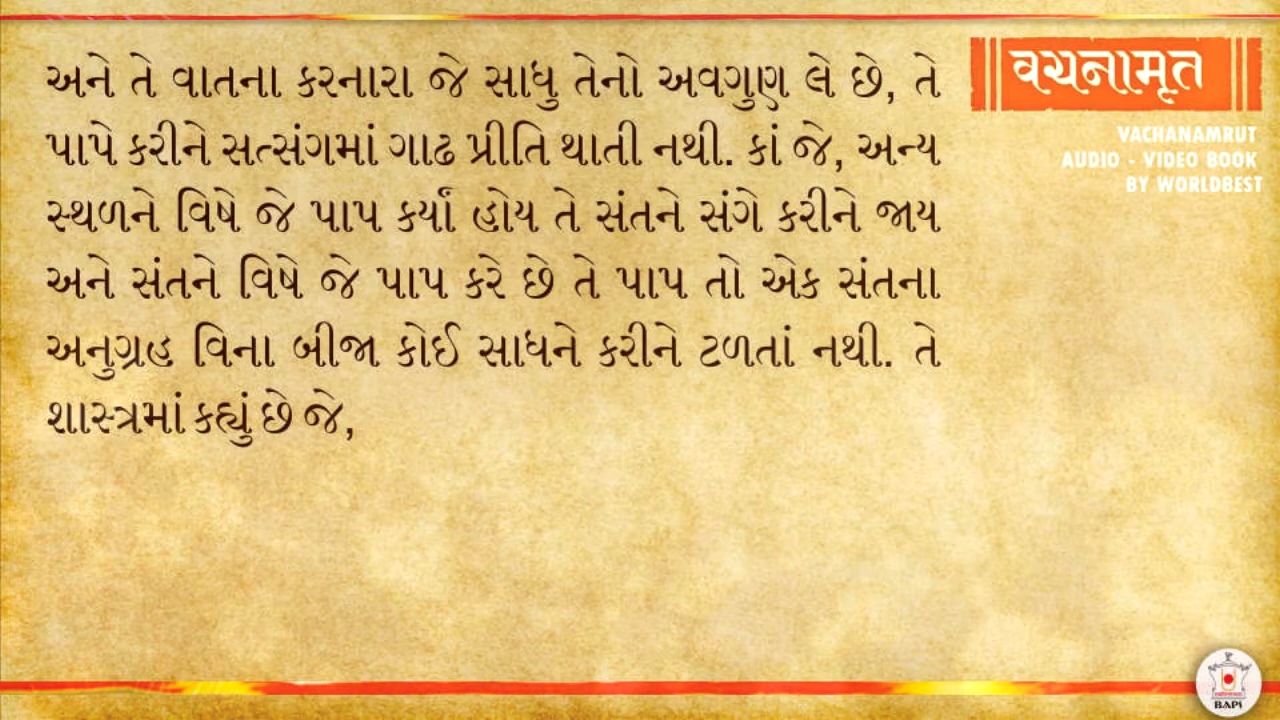 અને તે વાતના કરનારા જે સાધુ તેનો અવગુણ લે છે, તે
પાપે કરીને સત્સંગમાં ગાઢ પ્રીતિ થાતી નથી. કાં જે, અન્ય
સ્થળને વિષે જે પાપ કર્યાં હોય તે સંતને સંગે કરીને જાય
અને સંતને વિષે જે પાપ કરે છે તે પાપ તો એક સંતના
અનુગ્રહ વિના બીજા કોઈ સાધને કરીને ટળતાં નથી. તે
શાસ્ત્રમાં કહ્યું છે જે,
વચનામૃત
VACHANAMRUT
AUDIO - VIDEO BOOK
BY WORLDBEST
BAPS